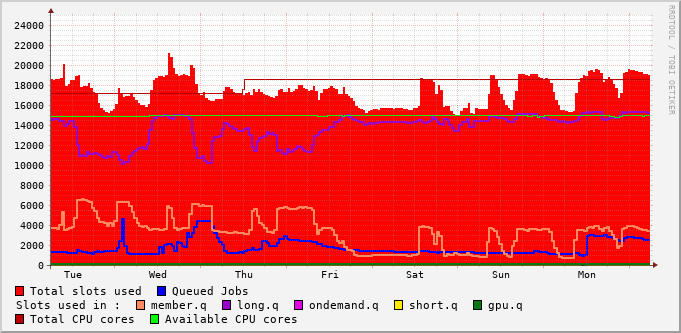 RRDTOOL / TOBI OETIKER
24000
22000
20000
18000
16000
14000
12000
10000
8000
6000
4000
2000
0
Tue Wed Thu Fri Sat Sun Mon
Total slots used Queued Jobs
Slots used in : member.q long.q ondemand.q short.q gpu.q
Total CPU cores Available CPU cores